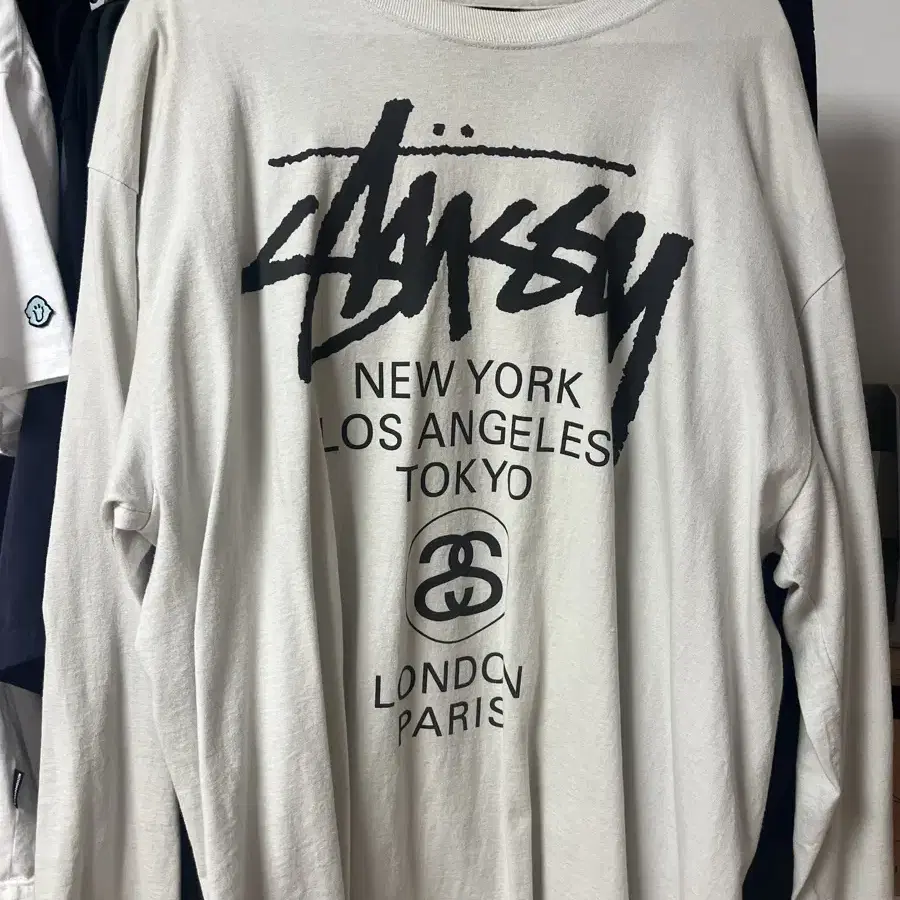 stüssy
NEW YORK
LOS ANGELES
TOKYO
LONDON
PARIS